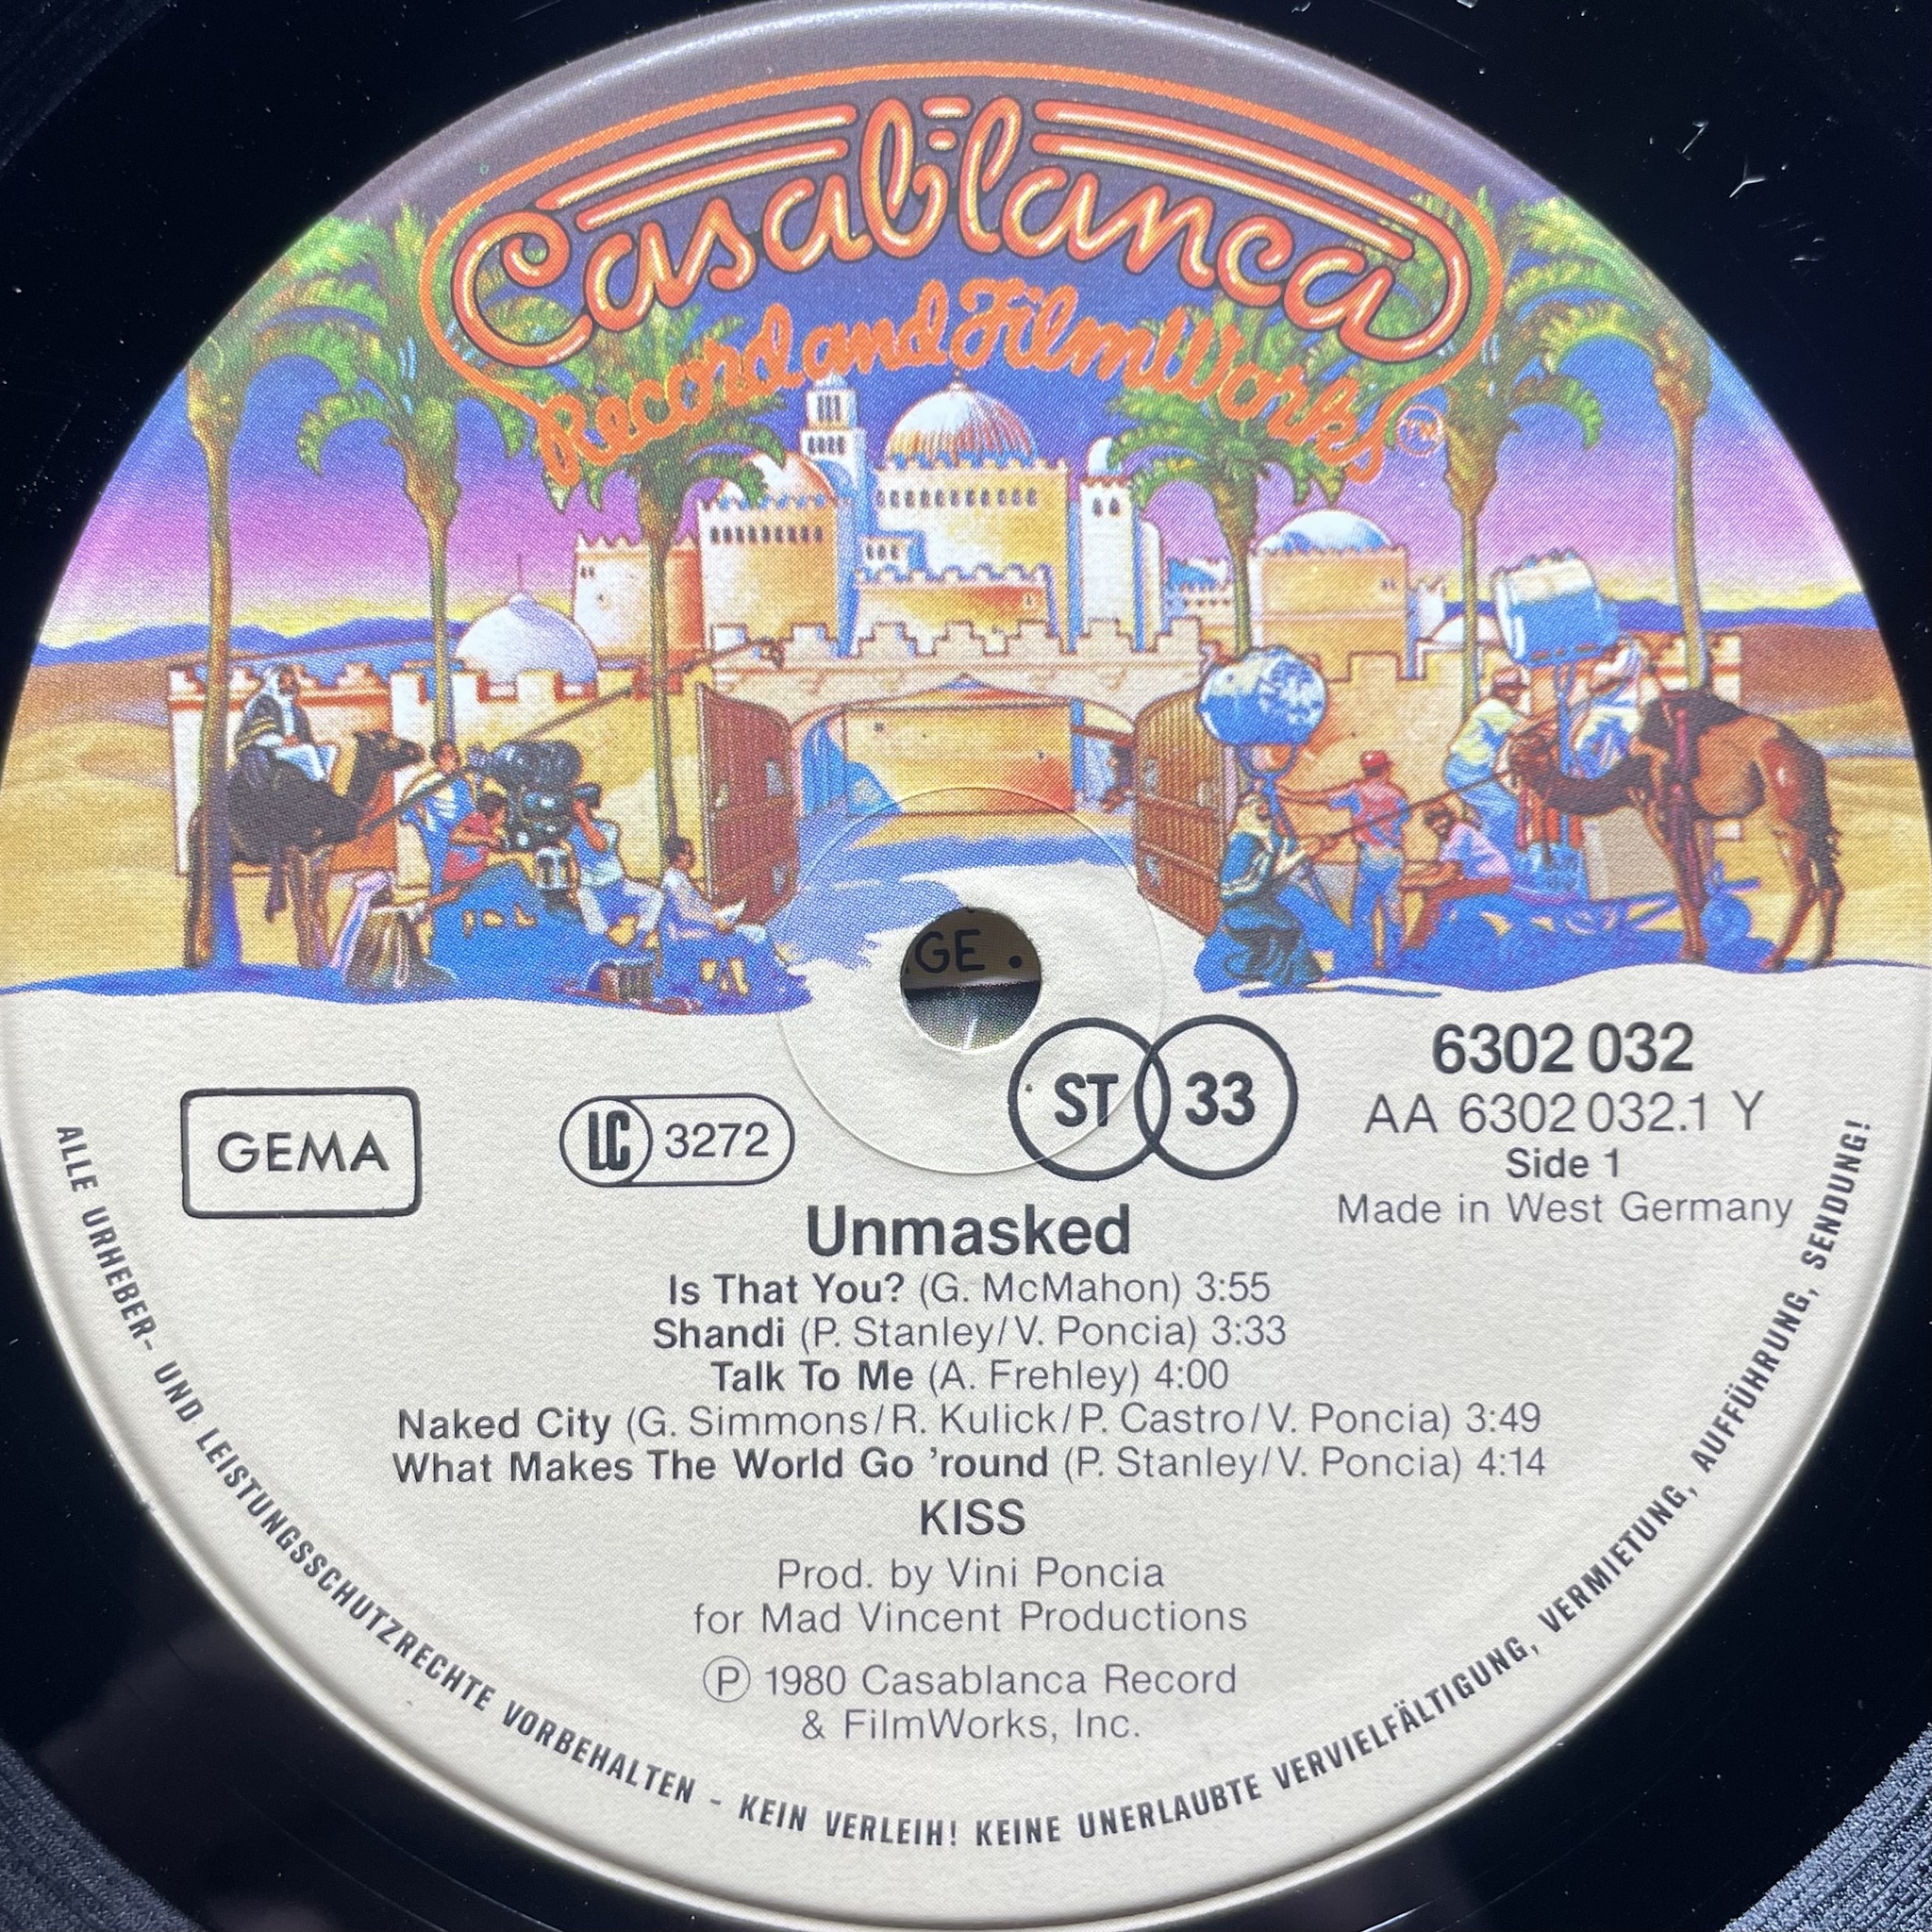 Casablanca
Record and FilmWorks TM
GE.
GEMA
LC 3272
ST 33
6302 032
AA 6302 032.1 Y
Side 1
Made in West Germany
Unmasked
Is That You? (G. McMahon) 3:55
Shandi (P. Stanley/V. Poncia) 3:33
Talk To Me (A. Frehley) 4:00
Naked City (G. Simmons/R. Kulick/P. Castro/V. Poncia) 3:49
What Makes The World Go ’round (P. Stanley/V. Poncia) 4:14
KISS
Prod. by Vini Poncia
for Mad Vincent Productions
Ⓟ 1980 Casablanca Record
& FilmWorks, Inc.
ALLE URHEBER- UND LEISTUNGSSCHUTZRECHTE VORBEHALTEN - KEIN VERLEIH! KEINE UNERLAUBTE VERVIELFÄLTIGUNG, VERMIETUNG, AUFFÜHRUNG, SENDUNG!